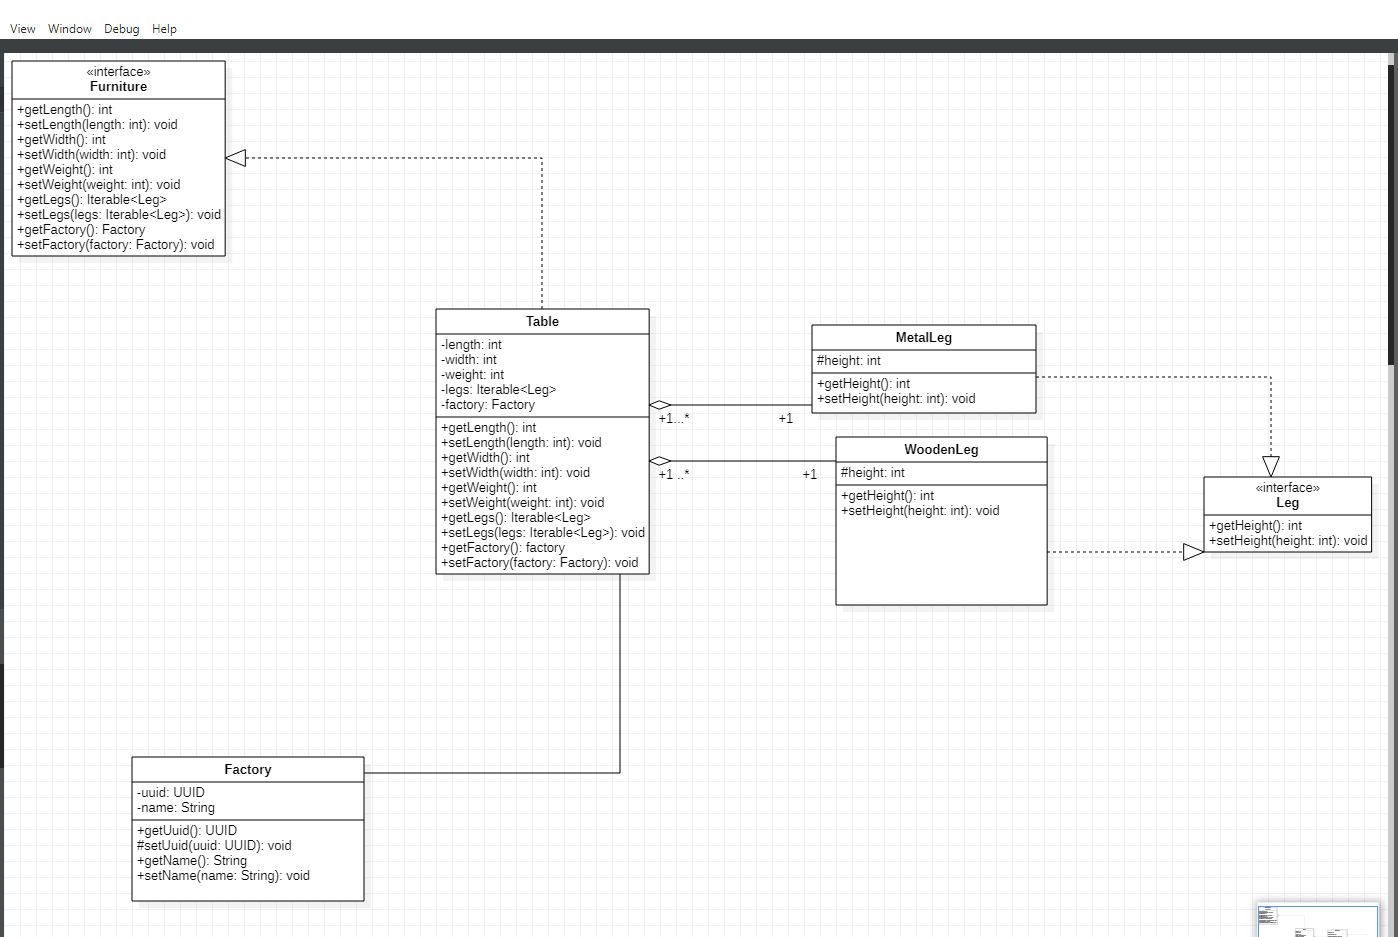 View Window Debug Help
«interface»
Furniture
+getLength(): int
+setLength(length: int): void
+getWidth(): int
+setWidth(width: int): void
+getWeight(): int
+setWeight(weight: int): void
+getLegs(): Iterable<Leg>
+setLegs(legs: Iterable<Leg>): void
+getFactory(): Factory
+setFactory(factory: Factory): void
Table
-length: int
-width: int
-weight: int
-legs: Iterable<Leg>
-factory: Factory
+getLength(): int
+setLength(length: int): void
+getWidth(): int
+setWidth(width: int): void
+getWeight(): int
+setWeight(weight: int): void
+getLegs(): Iterable<Leg>
+setLegs(legs: Iterable<Leg>): void
+getFactory(): factory
+setFactory(factory: Factory): void
+1...*
+1
+1 ..*
+1
MetalLeg
#height: int
+getHeight(): int
+setHeight(height: int): void
WoodenLeg
#height: int
+getHeight(): int
+setHeight(height: int): void
«interface»
Leg
+getHeight(): int
+setHeight(height: int): void
Factory
-uuid: UUID
-name: String
+getUuid(): UUID
#setUuid(uuid: UUID): void
+getName(): String
+setName(name: String): void